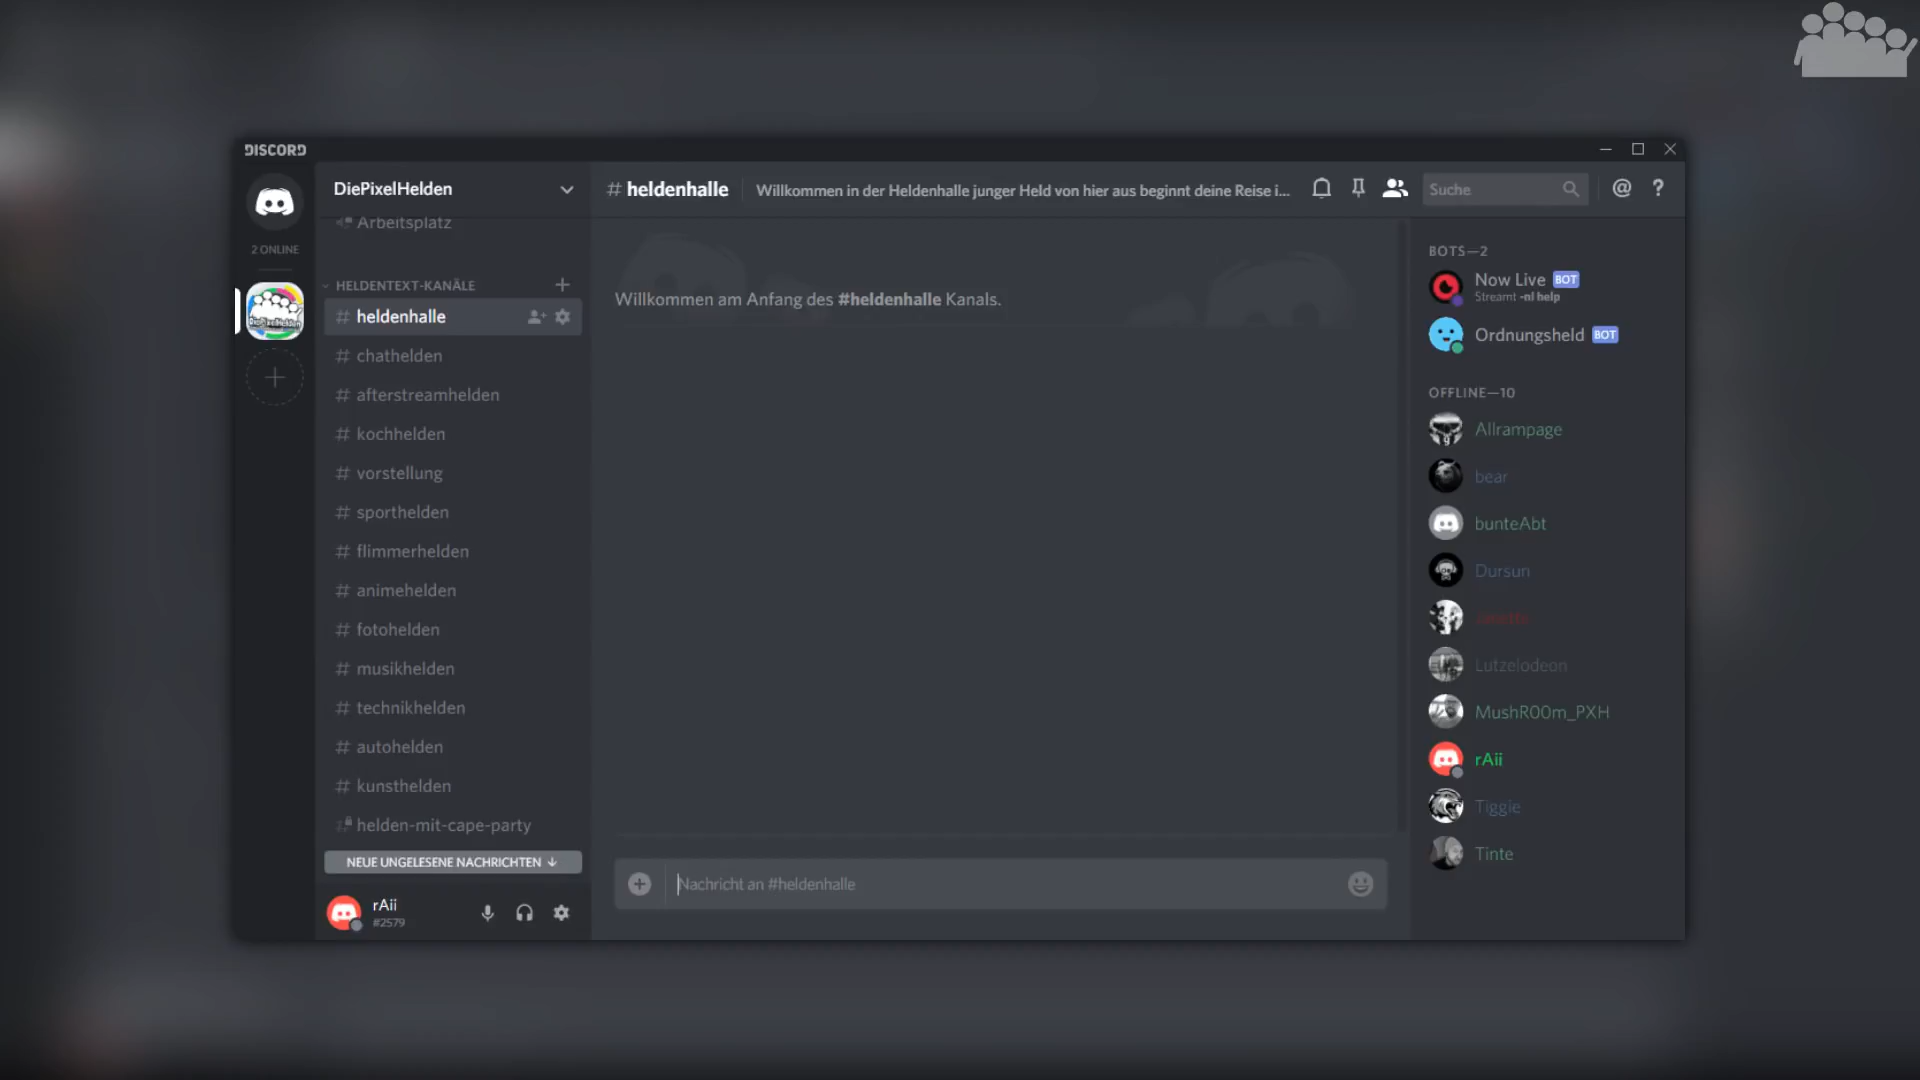 DISCORD
2 ONLINE
DiePixelHelden
DiePixelHelden
Arbeitsplatz
HELDENTEXT-KANÄLE
# heldenhalle
# chathelden
# afterstreamhelden
# kochhelden
# vorstellung
# sporthelden
# flimmerhelden
# animehelden
# fotohelden
# musikhelden
# technikhelden
# autohelden
# kunsthelden
helden-mit-cape-party
NEUE UNGELESENE NACHRICHTEN ↓
rAii
#2579
# heldenhalle
Willkommen in der Heldenhalle junger Held von hier aus beginnt deine Reise i...
Suche
@ ?
Willkommen am Anfang des #heldenhalle Kanals.
Nachricht an #heldenhalle
BOTS—2
Now Live BOT
Streamt -nl help
Ordnungsheld BOT
OFFLINE—10
Allrampage
bear
bunteAbt
Dursun
Lutzelodeon
MushR00m_PXH
rAii
Tiggie
Tinte